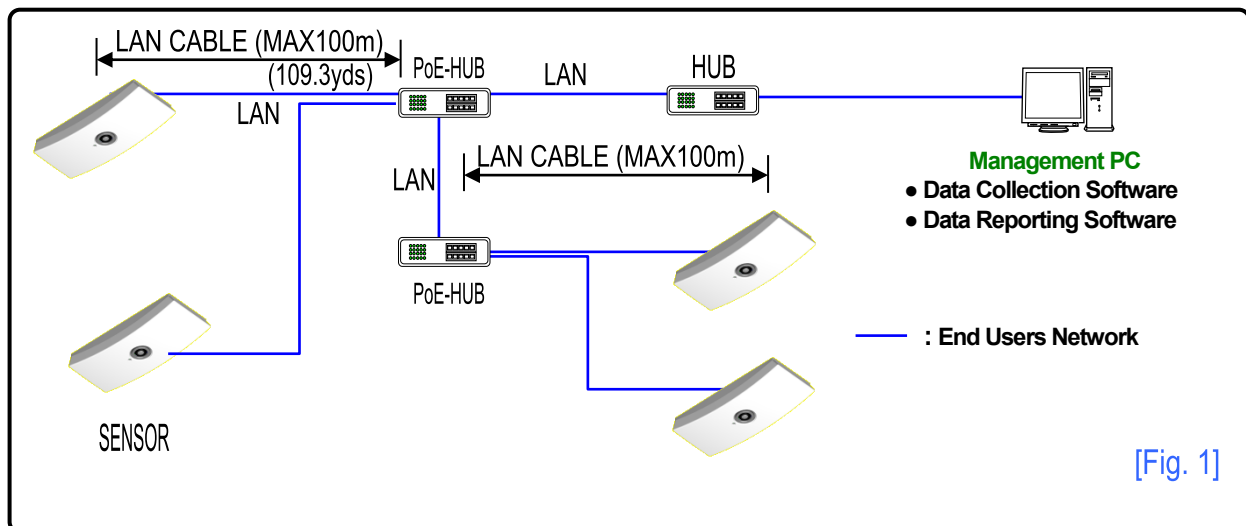 LAN CABLE (MAX100m)
(109.3yds)
PoE-HUB
LAN
HUB
LAN
LAN CABLE (MAX100m)
LAN
Management PC
● Data Collection Software
● Data Reporting Software
PoE-HUB
: End Users Network
SENSOR
[Fig. 1]